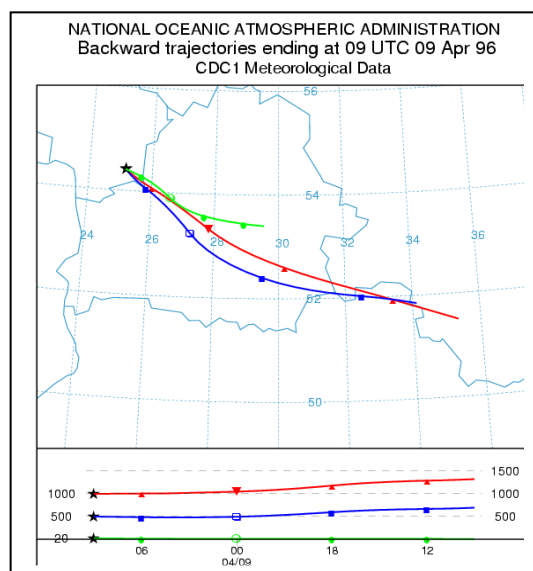 NATIONAL OCEANIC ATMOSPHERIC ADMINISTRATION
Backward trajectories ending at 09 UTC 09 Apr 96
CDC1 Meteorological Data
56
54
24 26 28 30 32 34 36
52
50
1500
1000 1000
500 500
20
06 00 18 12
04/09